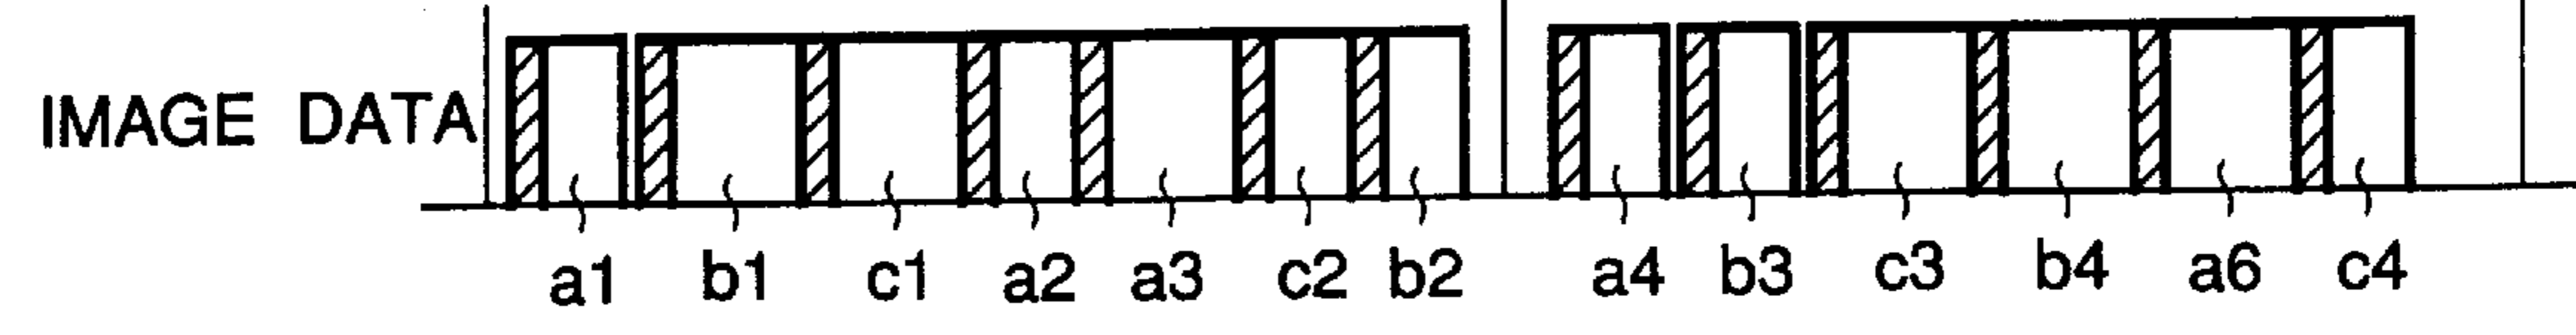 IMAGE DATA
a1 b1 c1 a2 a3 c2 b2 a4 b3 c3 b4 a6 c4